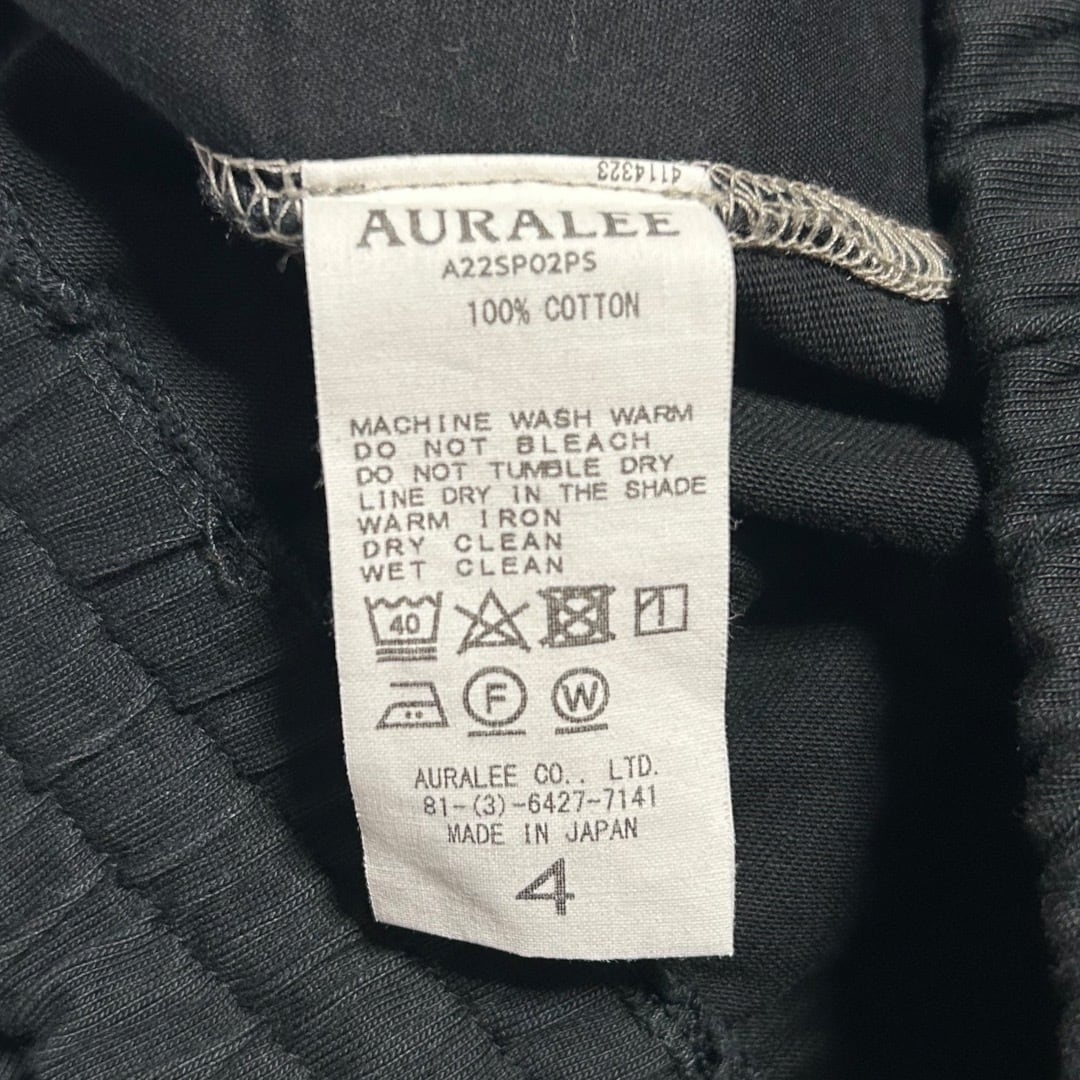 4114323
AURALEE
A22SP02PS
100% COTTON
MACHINE WASH WARM
DO NOT BLEACH
DO NOT TUMBLE DRY
LINE DRY IN THE SHADE
WARM IRON
DRY CLEAN
WET CLEAN
40
F W
AURALEE CO.. LTD.
81-(3)-6427-7141
MADE IN JAPAN
4